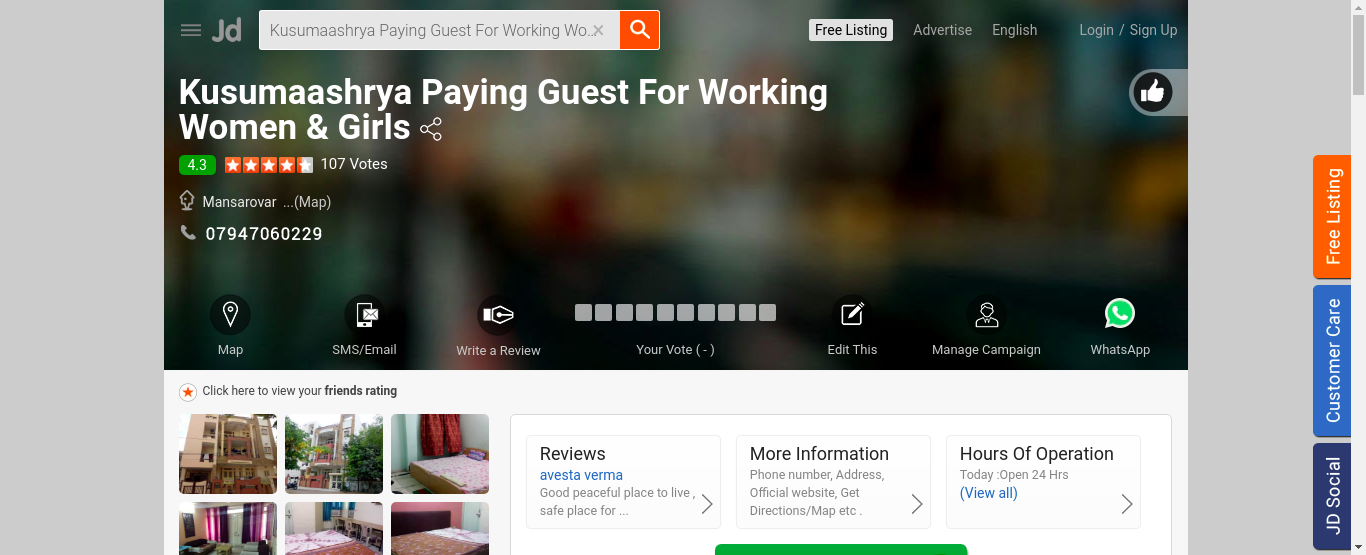 Jd
Kusumaashrya Paying Guest For Working Wo..
Free Listing
Advertise
English
Login / Sign Up
Kusumaashrya Paying Guest For Working
Women & Girls
4.3
107 Votes
Mansarovar ...(Map)
07947060229
Map
SMS/Email
Write a Review
Your Vote ( - )
Edit This
Manage Campaign
WhatsApp
Click here to view your friends rating
Reviews
avesta verma
Good peaceful place to live ,
safe place for ...
More Information
Phone number, Address,
Official website, Get
Directions/Map etc .
Hours Of Operation
Today :Open 24 Hrs
(View all)
Free Listing
Customer Care
JD Social